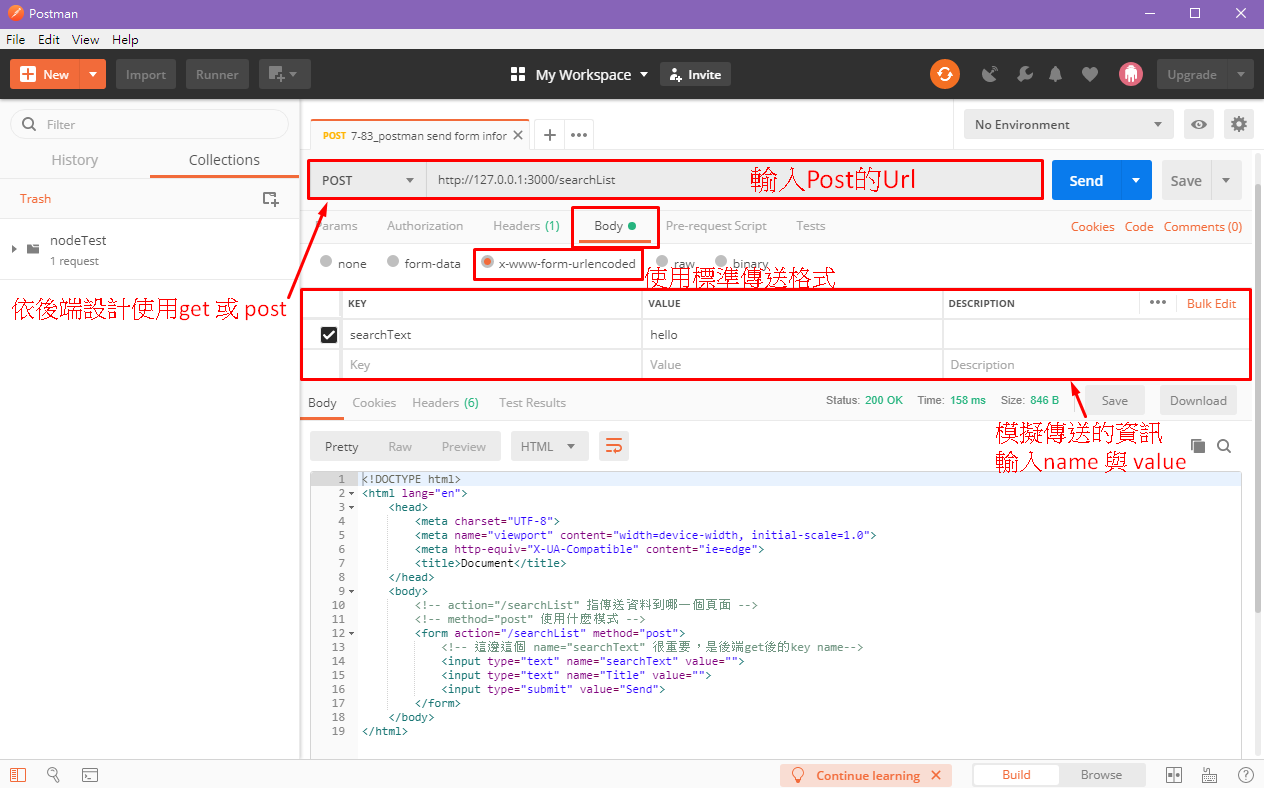 Postman
File Edit View Help
New Import Runner My Workspace Invite Upgrade
Filter
History Collections
Trash
nodeTest
1 request
依後端設計使用get 或 post
POST 7-83_postman send form infor
No Environment
POST http://127.0.0.1:3000/searchList 輸入Post的Url
Send Save
Params Authorization Headers (1) Body Pre-request Script Tests
Cookies Code Comments (0)
none form-data x-www-form-urlencoded raw binary
使用標準傳送格式
KEY VALUE DESCRIPTION ••• Bulk Edit
searchText hello
Key Value Description
Body Cookies Headers (6) Test Results
Status: 200 OK Time: 158 ms Size: 846 B Save Download
模擬傳送的資訊
輸入name 與 value
Pretty Raw Preview HTML
1 <!DOCTYPE html>
2 <html lang="en">
3 <head>
4 <meta charset="UTF-8">
5 <meta name="viewport" content="width=device-width, initial-scale=1.0">
6 <meta http-equiv="X-UA-Compatible" content="ie=edge">
7 <title>Document</title>
8 </head>
9 <body>
10 <!-- action="/searchList" 指傳送資料到哪一個頁面 -->
11 <!-- method="post" 使用什麼模式 -->
12 <form action="/searchList" method="post">
13 <!-- 這邊這個 name="searchText" 很重要，是後端get後的key name-->
14 <input type="text" name="searchText" value="">
15 <input type="text" name="Title" value="">
16 <input type="submit" value="Send">
17 </form>
18 </body>
19 </html>
Continue learning Build Browse